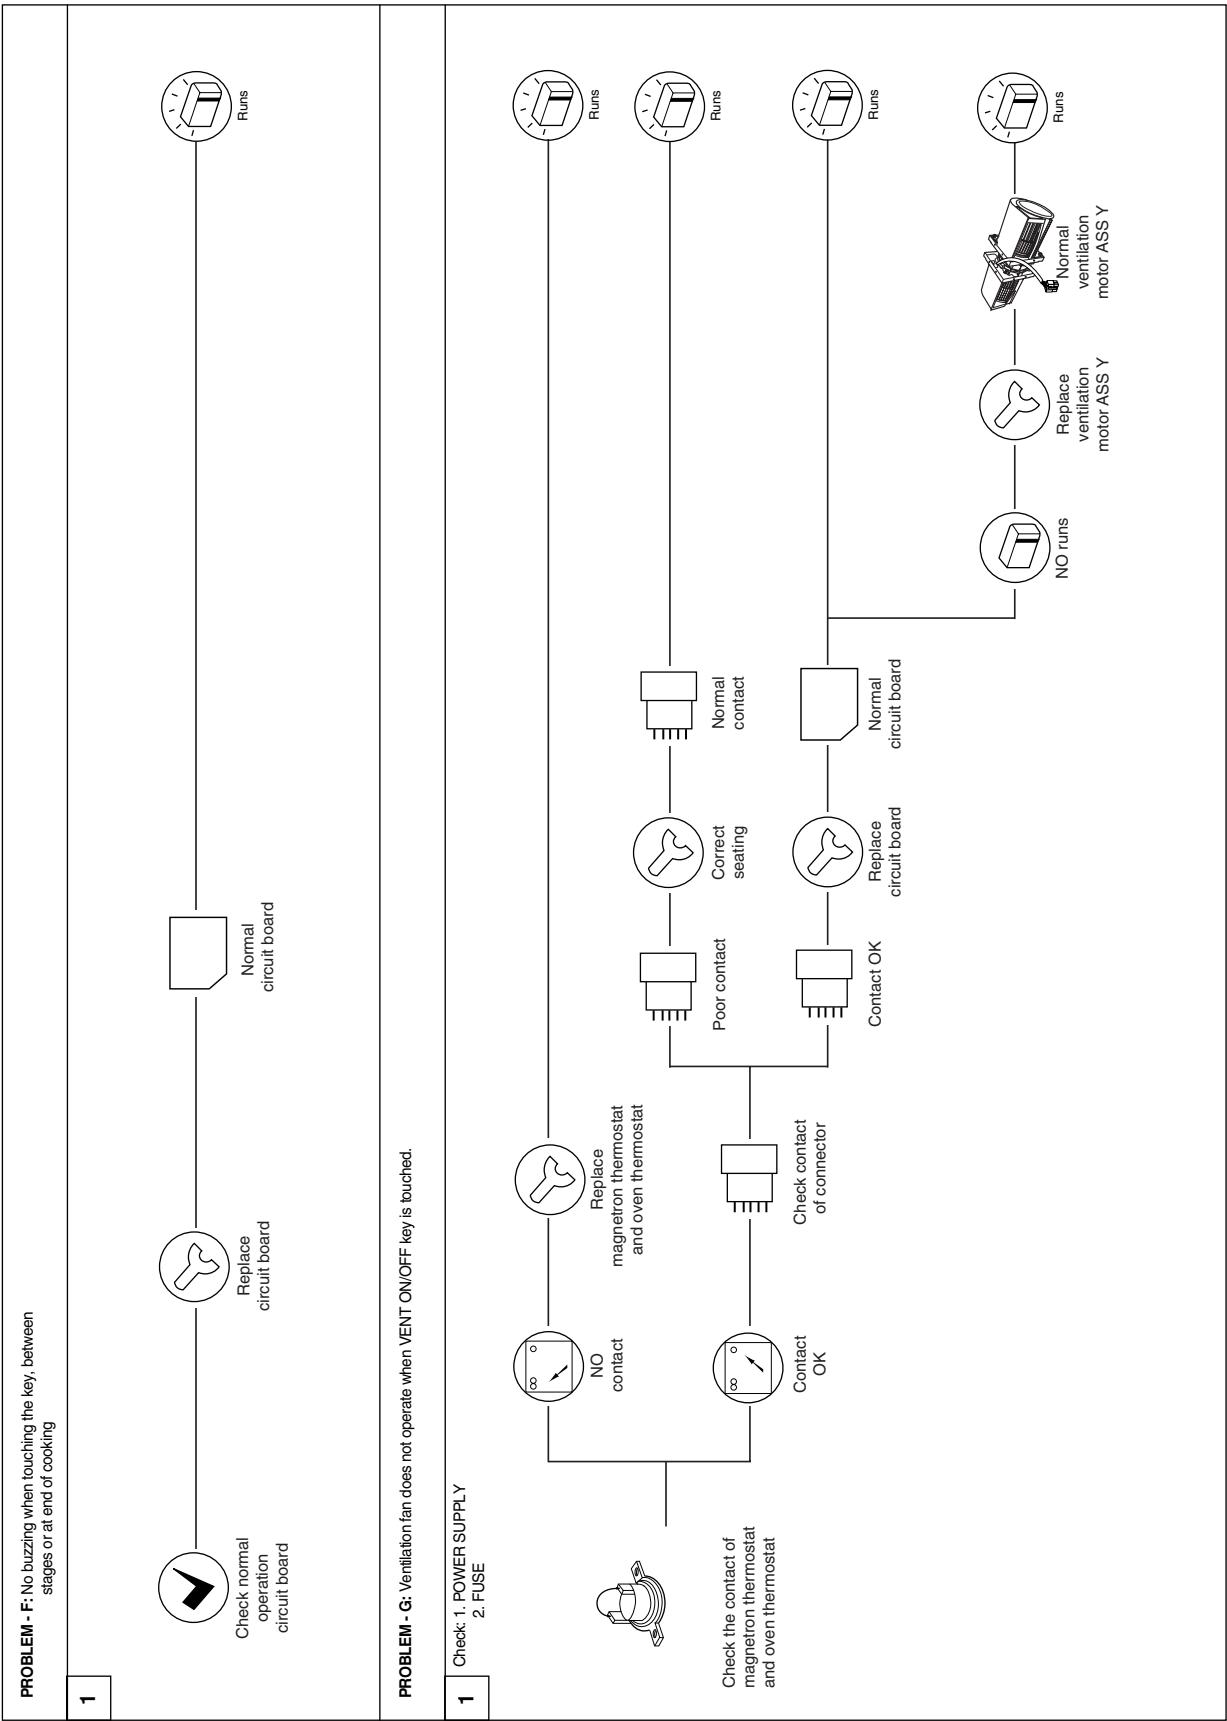 PROBLEM - F: No buzzing when touching the key, between
stages or at end of cooking
1
Check normal
operation
circuit board
Replace
circuit board
Normal
circuit board
Runs
PROBLEM - G: Ventilation fan does not operate when VENT ON/OFF key is touched.
1
Check: 1. POWER SUPPLY
2. FUSE
Check the contact of
magnetron thermostat
and oven thermostat
NO
contact
Replace
magnetron thermostat
and oven thermostat
Runs
Contact
OK
Check contact
of connector
Poor contact
Correct
seating
Normal
contact
Runs
Contact OK
Replace
circuit board
Normal
circuit board
Runs
NO runs
Replace
ventilation
motor ASS Y
Normal
ventilation
motor ASS Y
Runs